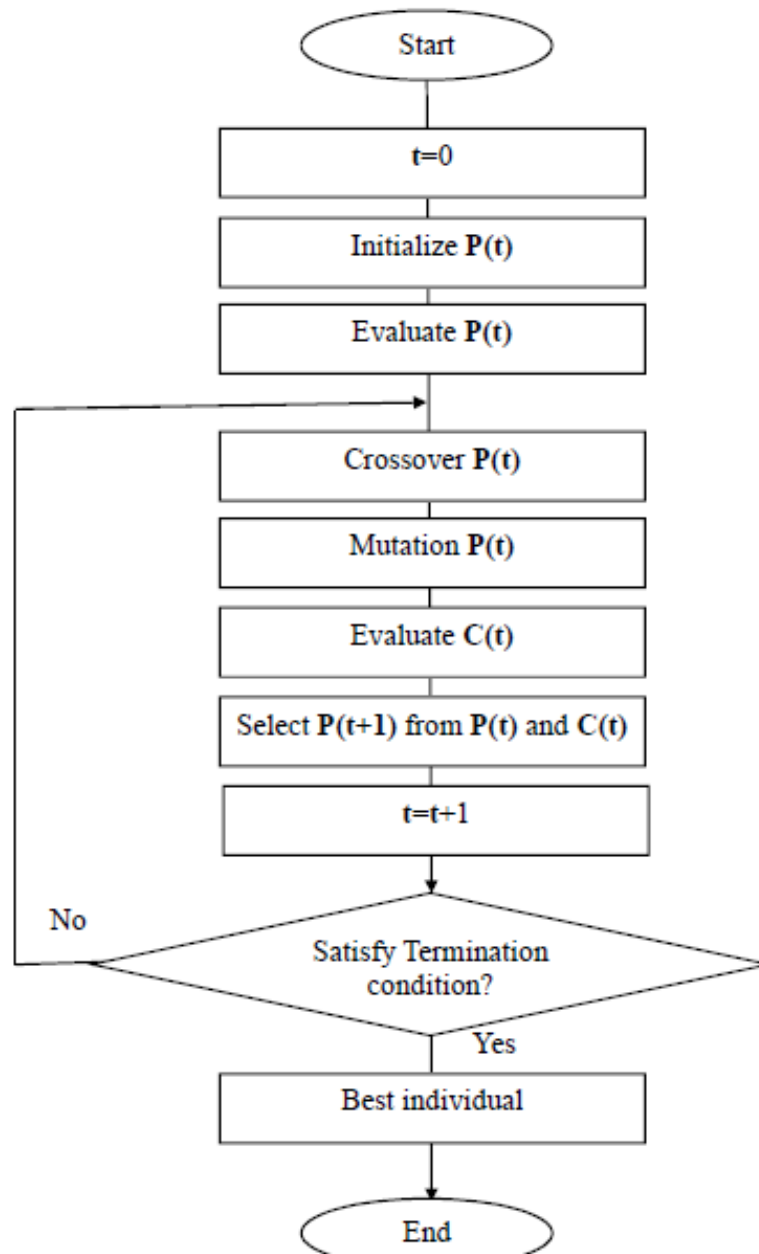 Start
t=0
Initialize P(t)
Evaluate P(t)
Crossover P(t)
Mutation P(t)
Evaluate C(t)
Select P(t+1) from P(t) and C(t)
t=t+1
No
Satisfy Termination
condition?
Yes
Best individual
End